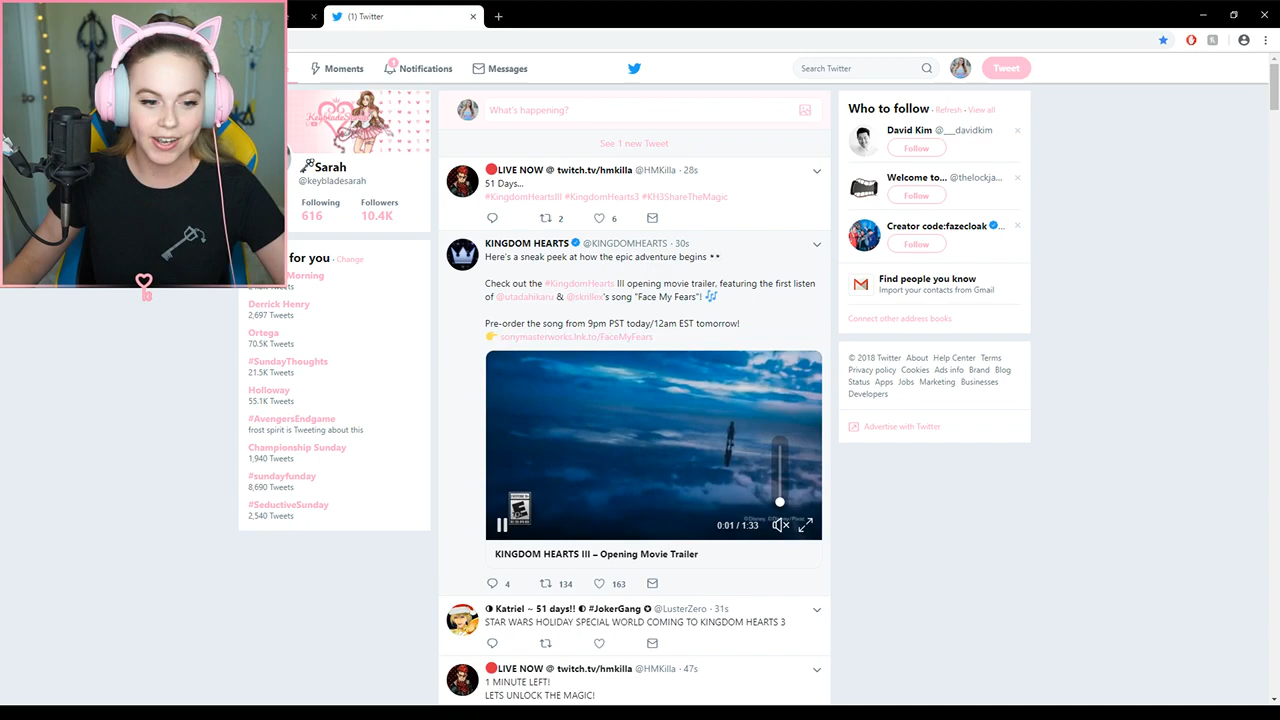 (1) Twitter
Moments
Notifications
Messages
Search Twitter
Tweet
Sarah
@keybladesarah
Following
Followers
616
10.4K
for you · Change
Morning
Derrick Henry
2,697 Tweets
Ortega
70.5K Tweets
#SundayThoughts
21.5K Tweets
Holloway
55.1K Tweets
#AvengersEndgame
frost spirit is Tweeting about this
Championship Sunday
1,940 Tweets
#sundayfunday
8,690 Tweets
#SeductiveSunday
2,540 Tweets
What's happening?
See 1 new Tweet
LIVE NOW @ twitch.tv/hmkilla @HMKilla · 28s
51 Days...
#KingdomHeartsIII #KingdomHearts3 #KH3ShareTheMagic
2 6
KINGDOM HEARTS @KINGDOMHEARTS · 30s
Here's a sneak peek at how the epic adventure begins **
Check out the #KingdomHearts III opening movie trailer, featuring the first listen
of @utadahikaru & @skrillex's song "Face My Fears"!
Pre-order the song from 9pm PST today/12am EST tomorrow!
sonymasterworks.lnk.to/FaceMyFears
0:01 / 1:33
KINGDOM HEARTS III – Opening Movie Trailer
4 134 163
Katriel ~ 51 days!! #JokerGang @LusterZero · 31s
STAR WARS HOLIDAY SPECIAL WORLD COMING TO KINGDOM HEARTS 3
LIVE NOW @ twitch.tv/hmkilla @HMKilla · 47s
1 MINUTE LEFT!
LETS UNLOCK THE MAGIC!
Who to follow · Refresh · View all
David Kim @___davidkim
Follow
Welcome to... @thelockja...
Follow
Creator code:fazecloak ...
Follow
Find people you know
Import your contacts from Gmail
Connect other address books
© 2018 Twitter About Help Center Terms
Privacy policy Cookies Ads info Brand Blog
Status Apps Jobs Marketing Businesses
Developers
Advertise with Twitter